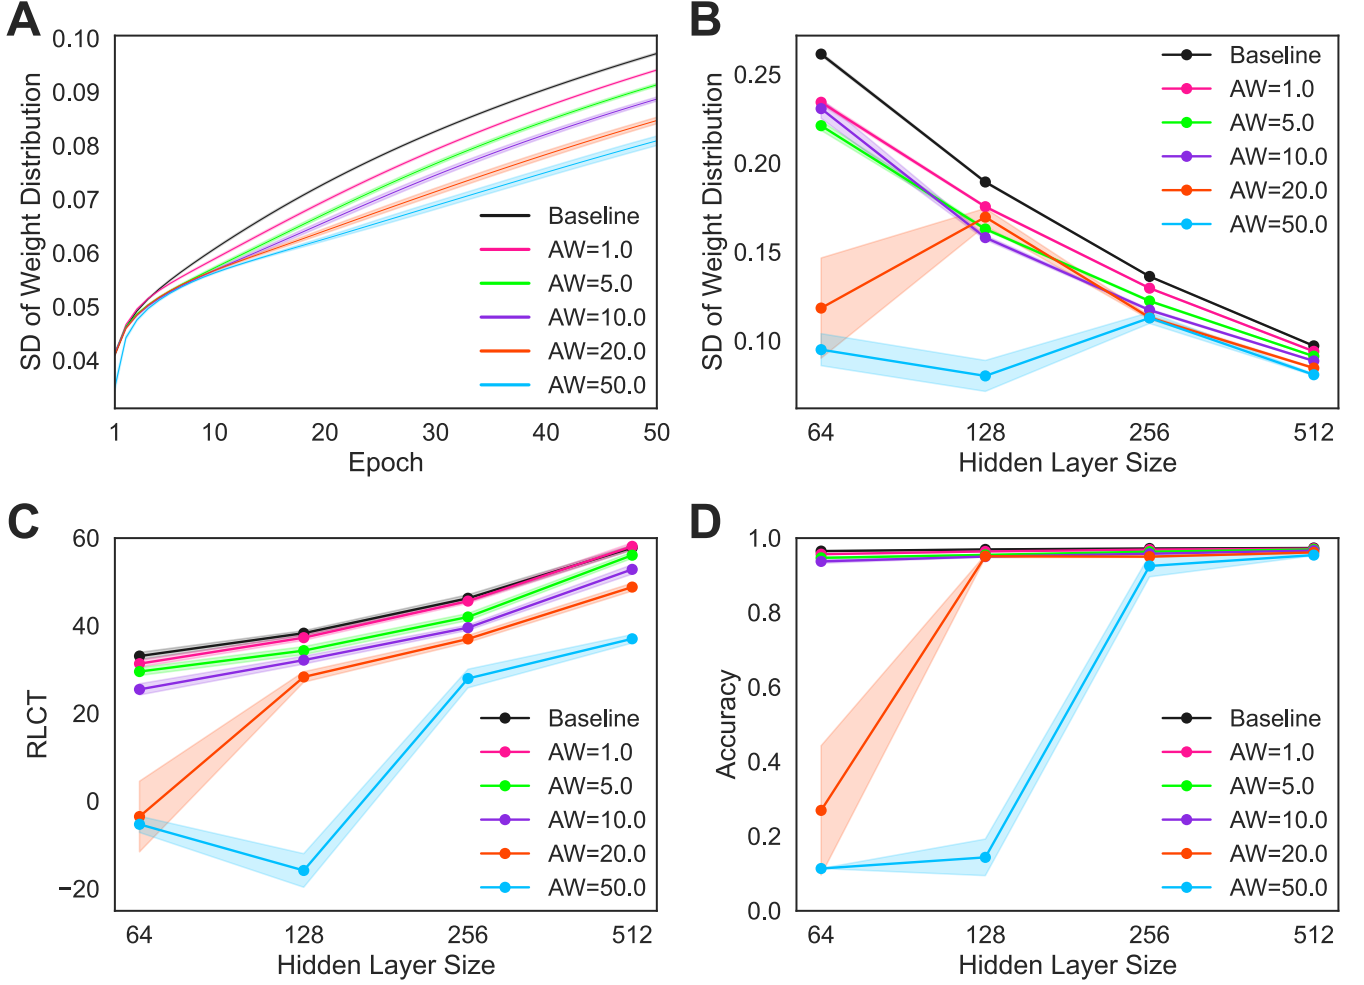 A
SD of Weight Distribution
0.10
0.09
0.08
0.07
0.06
0.05
0.04
1
10
20
30
40
50
Epoch
Baseline
AW=1.0
AW=5.0
AW=10.0
AW=20.0
AW=50.0
B
SD of Weight Distribution
0.25
0.20
0.15
0.10
64
128
256
512
Hidden Layer Size
Baseline
AW=1.0
AW=5.0
AW=10.0
AW=20.0
AW=50.0
C
RLCT
60
40
20
0
−20
64
128
256
512
Hidden Layer Size
Baseline
AW=1.0
AW=5.0
AW=10.0
AW=20.0
AW=50.0
D
Accuracy
1.0
0.8
0.6
0.4
0.2
0.0
64
128
256
512
Hidden Layer Size
Baseline
AW=1.0
AW=5.0
AW=10.0
AW=20.0
AW=50.0